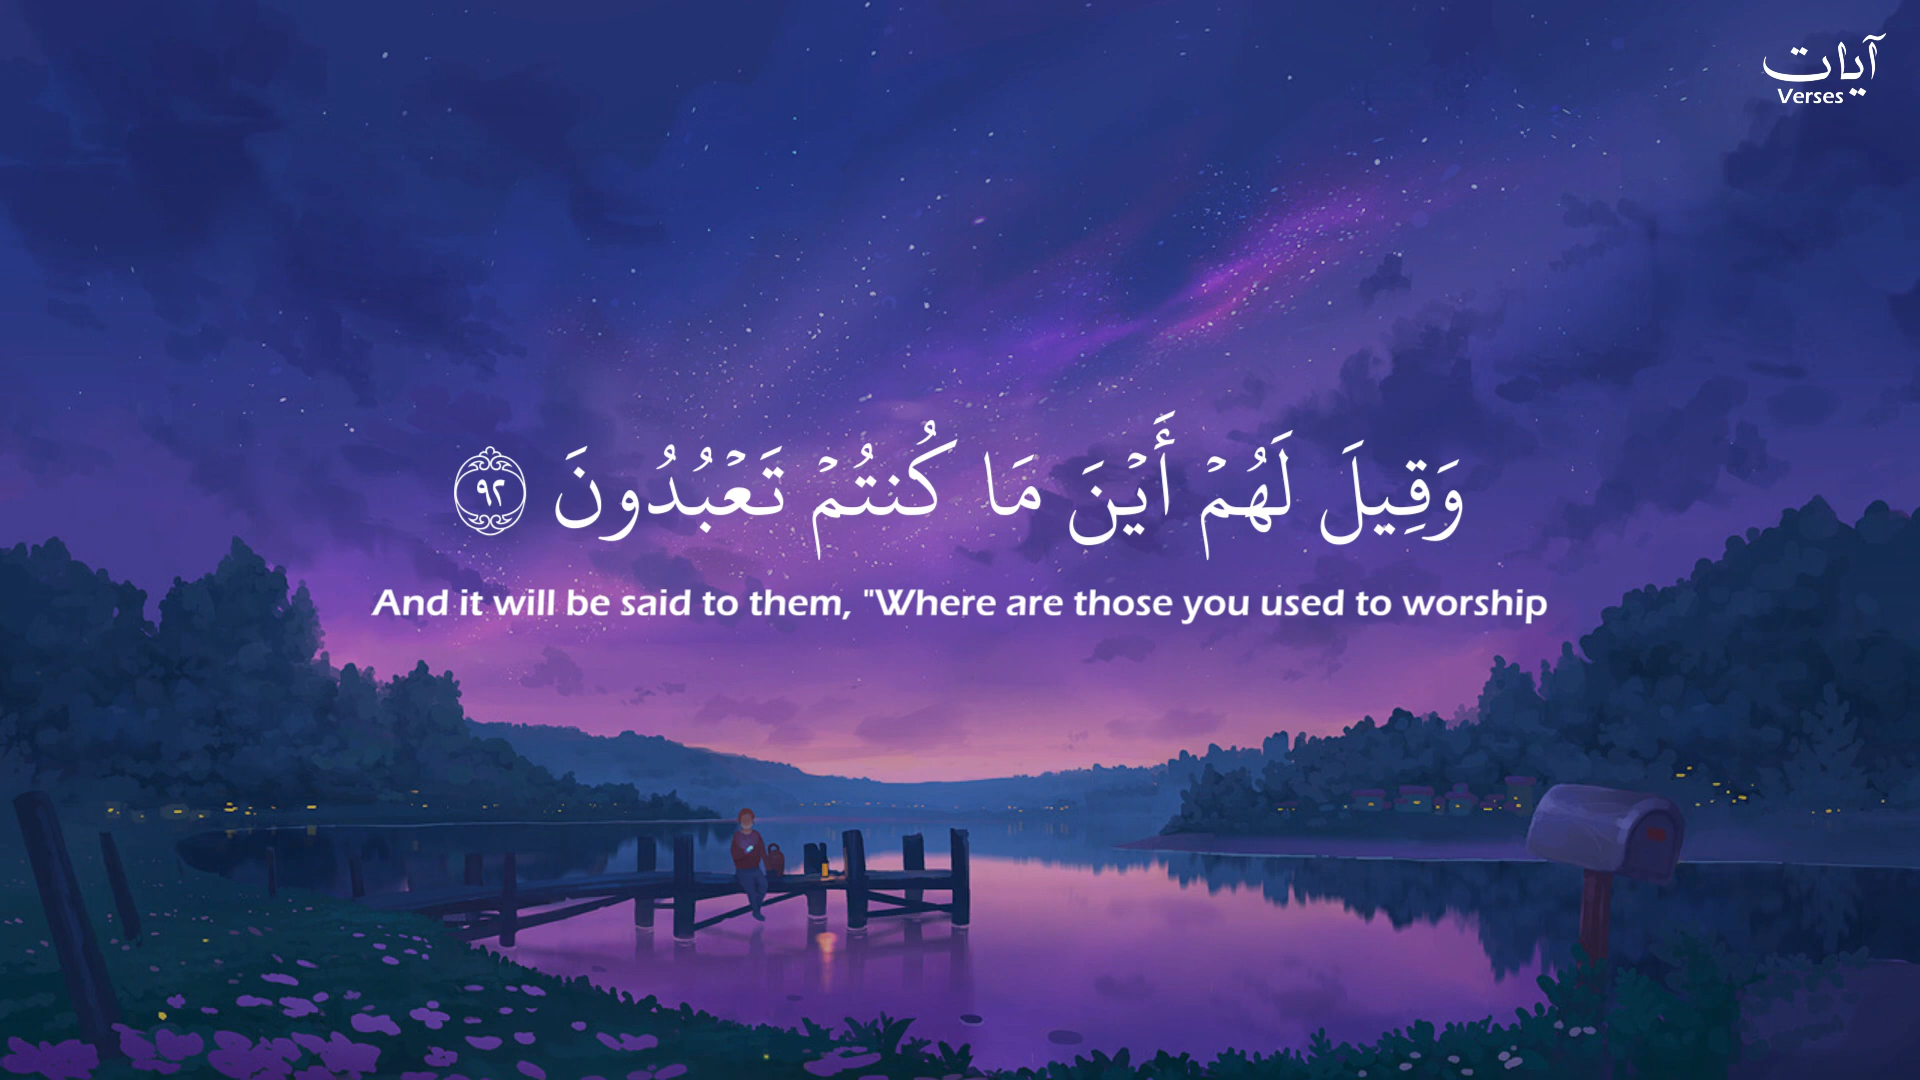 آيات
Verses
وَقِيلَ لَهُمۡ أَيۡنَ مَا كُنتُمۡ تَعۡبُدُونَ ٩٢
And it will be said to them, "Where are those you used to worship